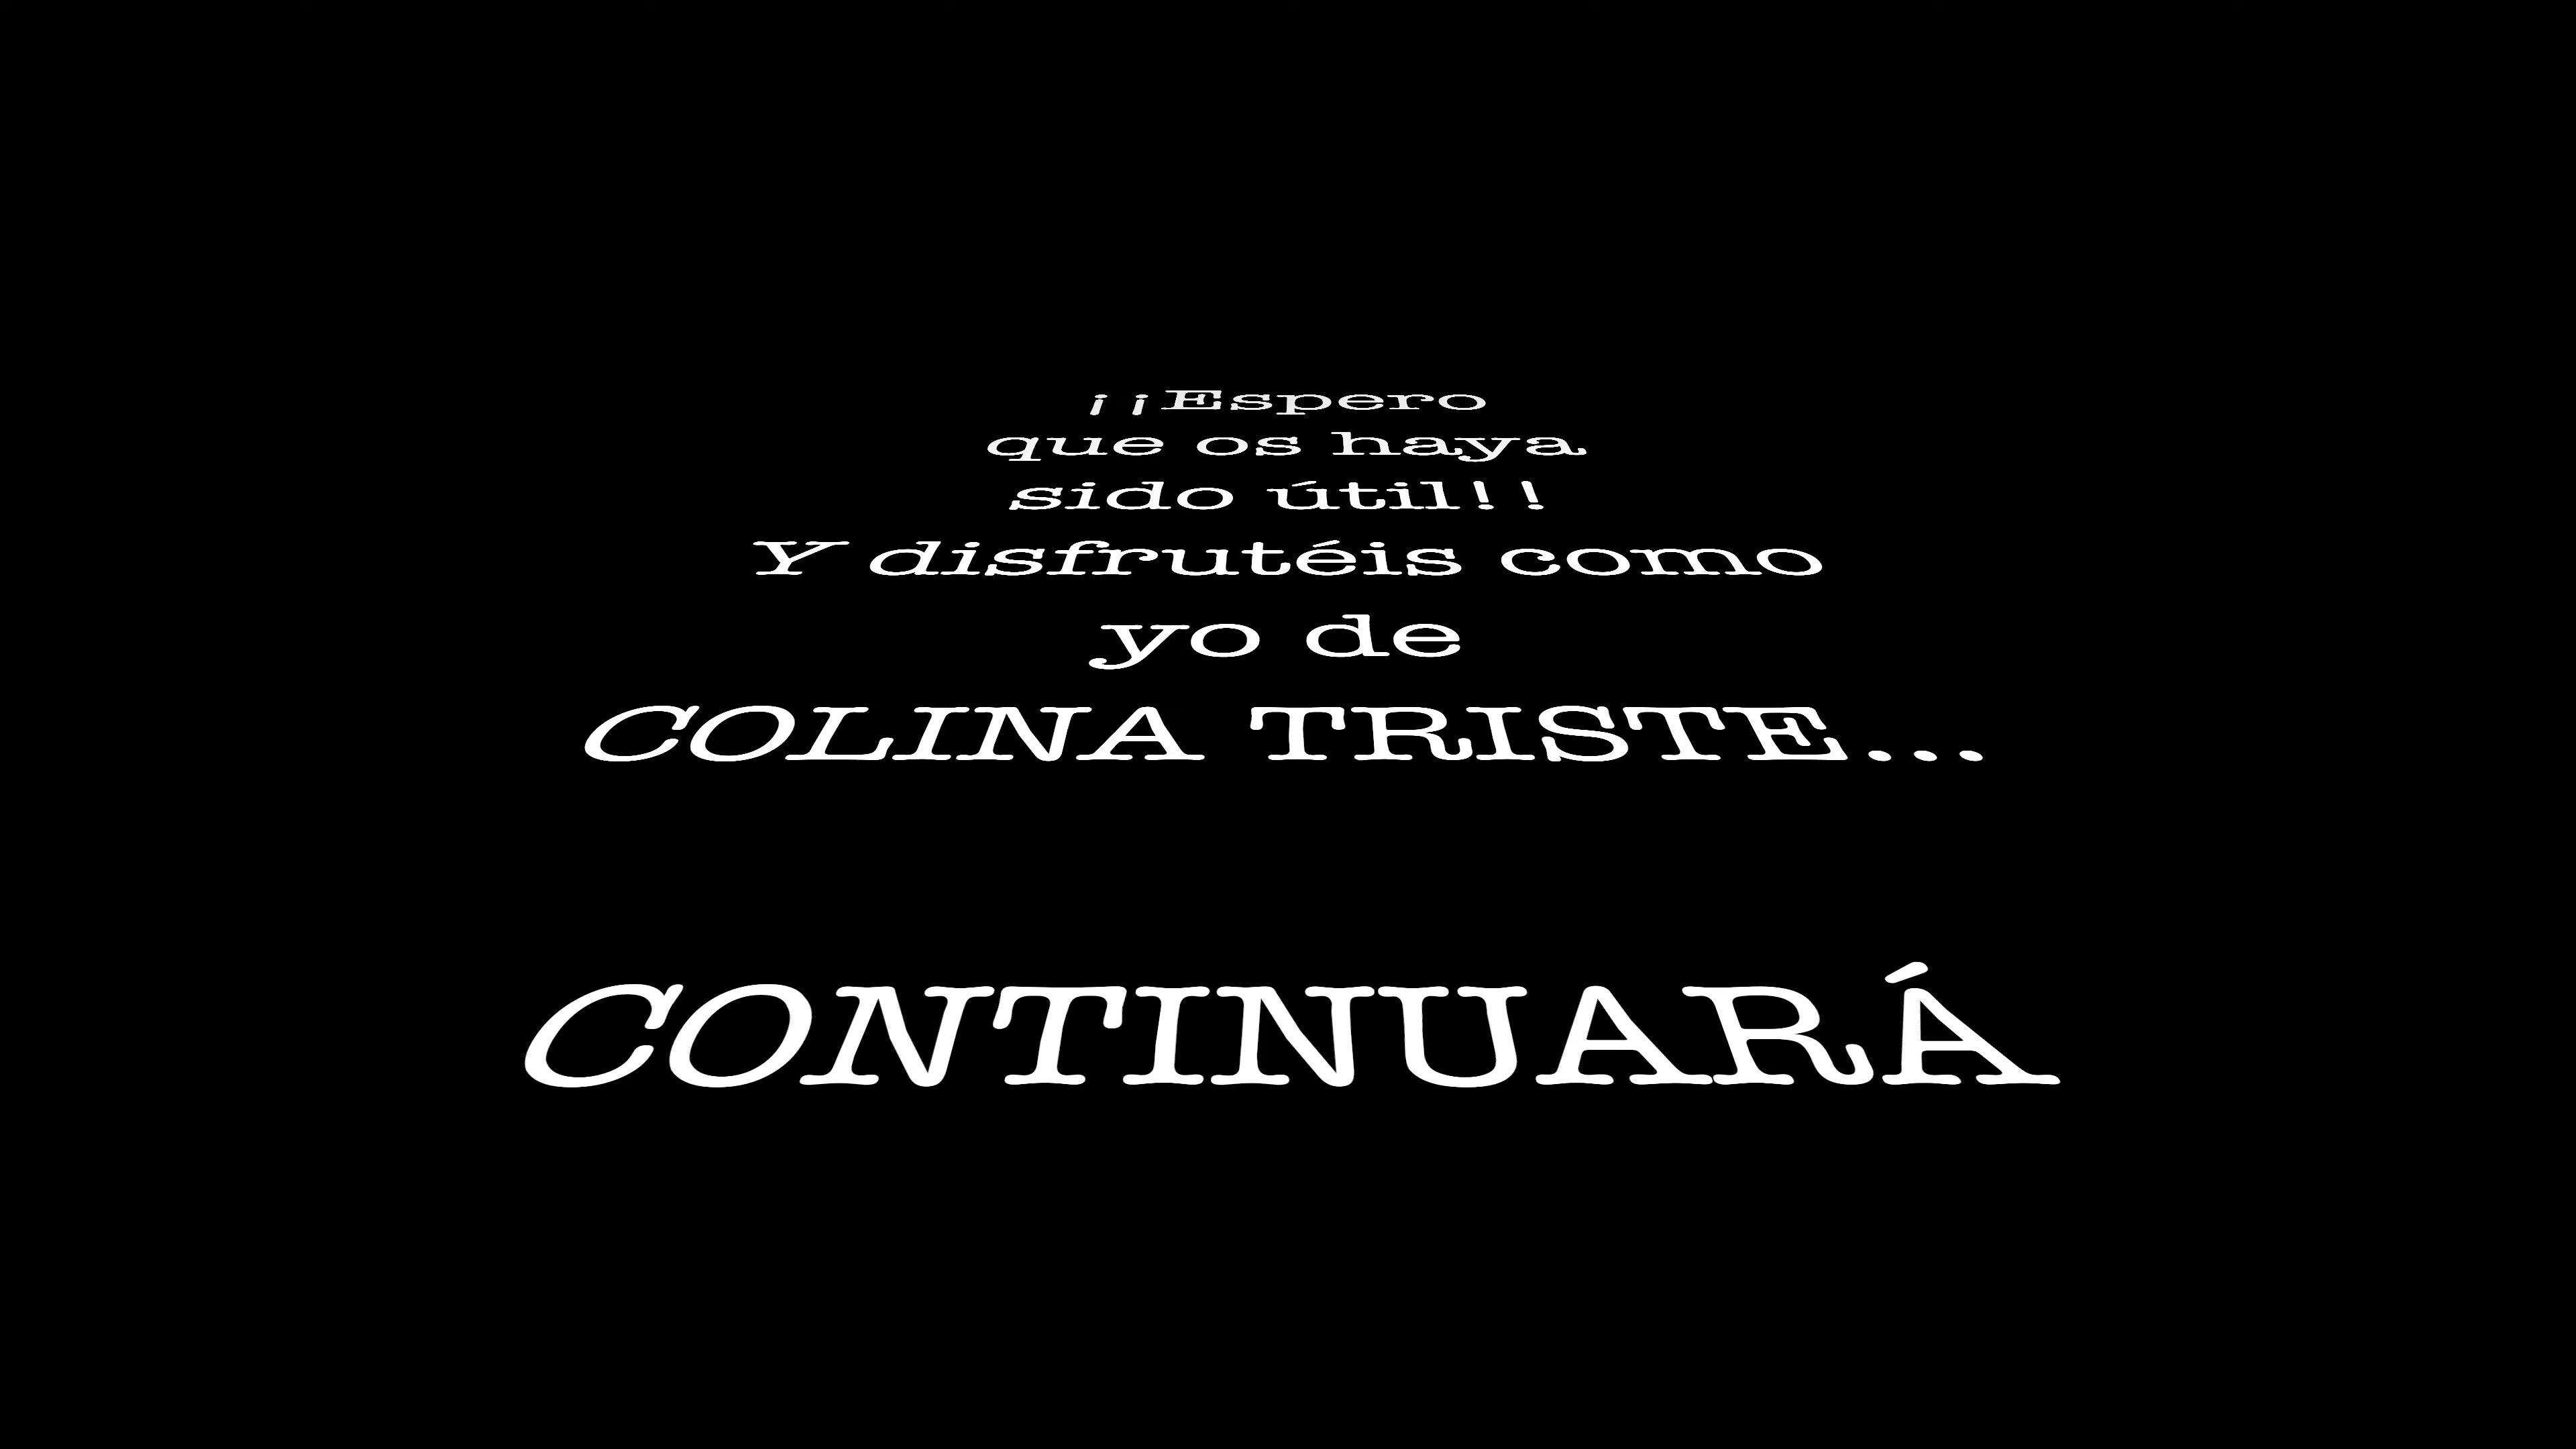 ¡¡Espero
que os haya
sido útil!!
Y disfrutéis como
yo de
COLINA TRISTE...
CONTINUARÁ